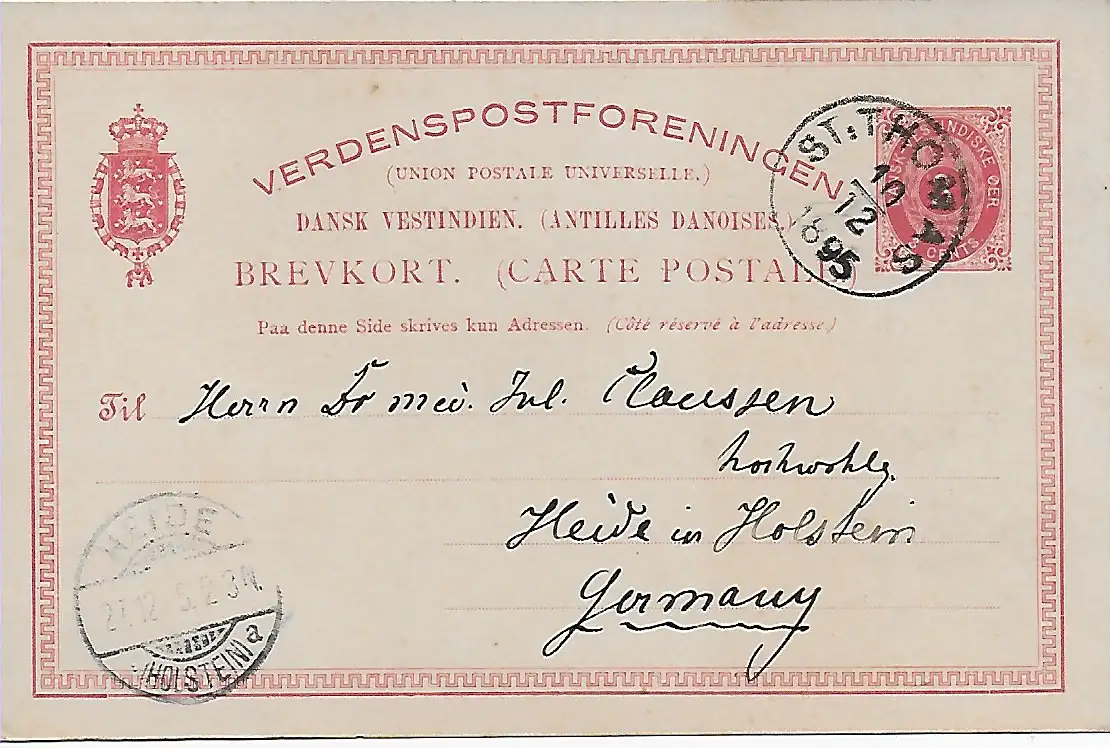 VERDENSPOSTFORENINGEN
(UNION POSTALE UNIVERSELLE.)
DANSK VESTINDIEN. (ANTILLES DANOISES)
BREVKORT. (CARTE POSTALE)
ST. THOMAS
10
12
1895
CENTS
Paa denne Side skrives kun Adressen. (Côté réservé à l'adresse.)
Til Herrn Dr med. Jul. Claussen
hochwohlg.
Heide in Holstein
Germany
HEIDE
27.12
(HOLSTEIN) a